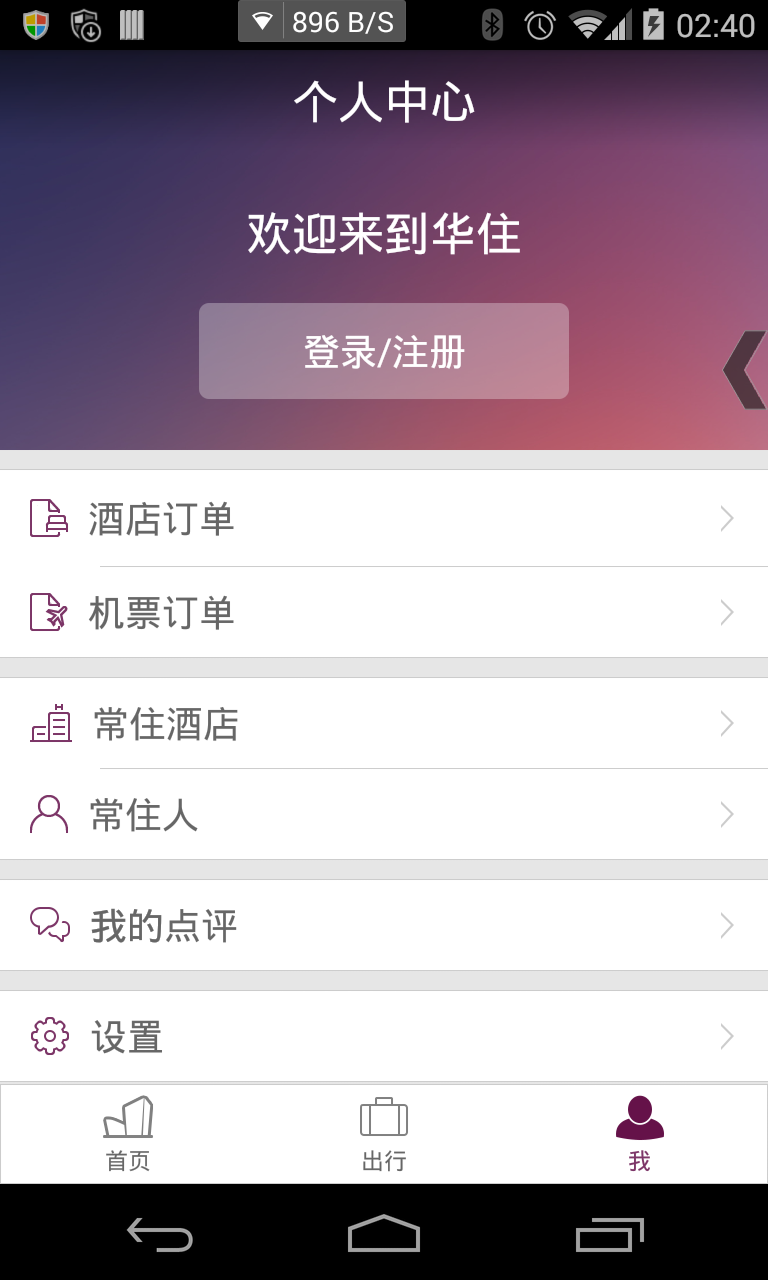 896 B/S
02:40
个人中心
欢迎来到华住
登录/注册
酒店订单
机票订单
常住酒店
常住人
我的点评
设置
首页
出行
我